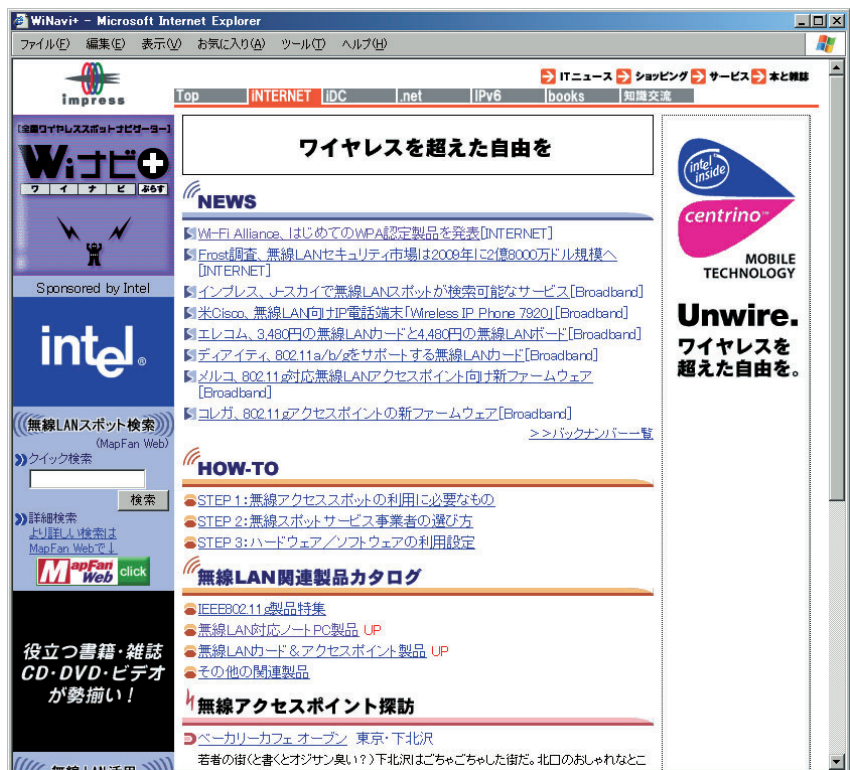 WiNavi+ - Microsoft Internet Explorer
ファイル(F) 編集(E) 表示(V) お気に入り(A) ツール(T) ヘルプ(H)
impress
ITニュース ショッピング サービス 本と雑誌
Top iNTERNET iDC .net IPv6 books 知識交流
[全国ワイヤレススポットナビゲーター]
Wiナビ+
ワイナビ ぷらす
Sponsored by Intel
intel
無線LANスポット検索
(MapFan Web)
クイック検索
検索
詳細検索
より詳しい検索は
MapFan Webで↓
MapFan Web click
役立つ書籍・雑誌
CD・DVD・ビデオ
が勢揃い!
無線LAN活用
ワイヤレスを超えた自由を
NEWS
Wi-Fi Alliance、はじめてのWPA認定製品を発表[INTERNET]
Frost調査、無線LANセキュリティ市場は2009年に2億8000万ドル規模へ
[INTERNET]
インプレス、J-スカイで無線LANスポットが検索可能なサービス[Broadband]
米Cisco、無線LAN向けIP電話端末「Wireless IP Phone 7920」[Broadband]
エレコム、3,480円の無線LANカードと4,480円の無線LANボード[Broadband]
ディアイティ、802.11a/b/gをサポートする無線LANカード[Broadband]
メルコ、802.11g対応無線LANアクセスポイント向け新ファームウェア
[Broadband]
コレガ、802.11gアクセスポイントの新ファームウェア[Broadband]
>>バックナンバー一覧
HOW-TO
STEP 1:無線アクセススポットの利用に必要なもの
STEP 2:無線スポットサービス事業者の選び方
STEP 3:ハードウェア/ソフトウェアの利用設定
無線LAN関連製品カタログ
IEEE802.11g製品特集
無線LAN対応ノートPC製品 UP
無線LANカード&アクセスポイント製品 UP
その他の関連製品
無線アクセスポイント探訪
ベーカリーカフェ オーブン 東京・下北沢
若者の街(と書くとオジサン臭い?)下北沢はごちゃごちゃした街だ。北口のおしゃれなとこ
intel inside
centrino™
MOBILE
TECHNOLOGY
Unwire.
ワイヤレスを
超えた自由を。